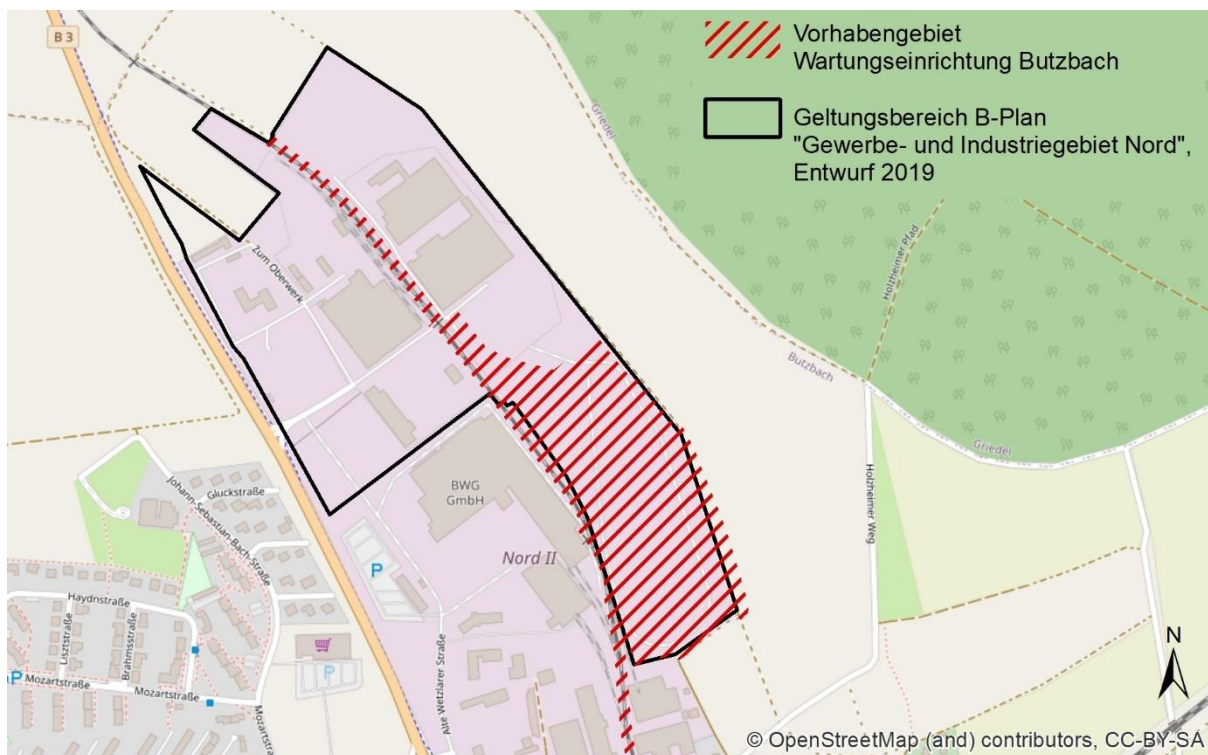 B 3
Vorhabengebiet
Wartungseinrichtung Butzbach
Geltungsbereich B-Plan
"Gewerbe- und Industriegebiet Nord",
Entwurf 2019
Griedel
Holzheimer Pfad
Zum Oberwerk
Butzbach
Griedel
Johann-Sebastian-Bach-Straße
Gluckstraße
BWG
GmbH
Holzheimer Weg
Nord II
P
Haydnstraße
Lisztstraße
Brahmsstraße
Alte Wetzlarer Straße
P
P
Mozartstraße
Mozartstraße
N
© OpenStreetMap (and) contributors, CC-BY-SA